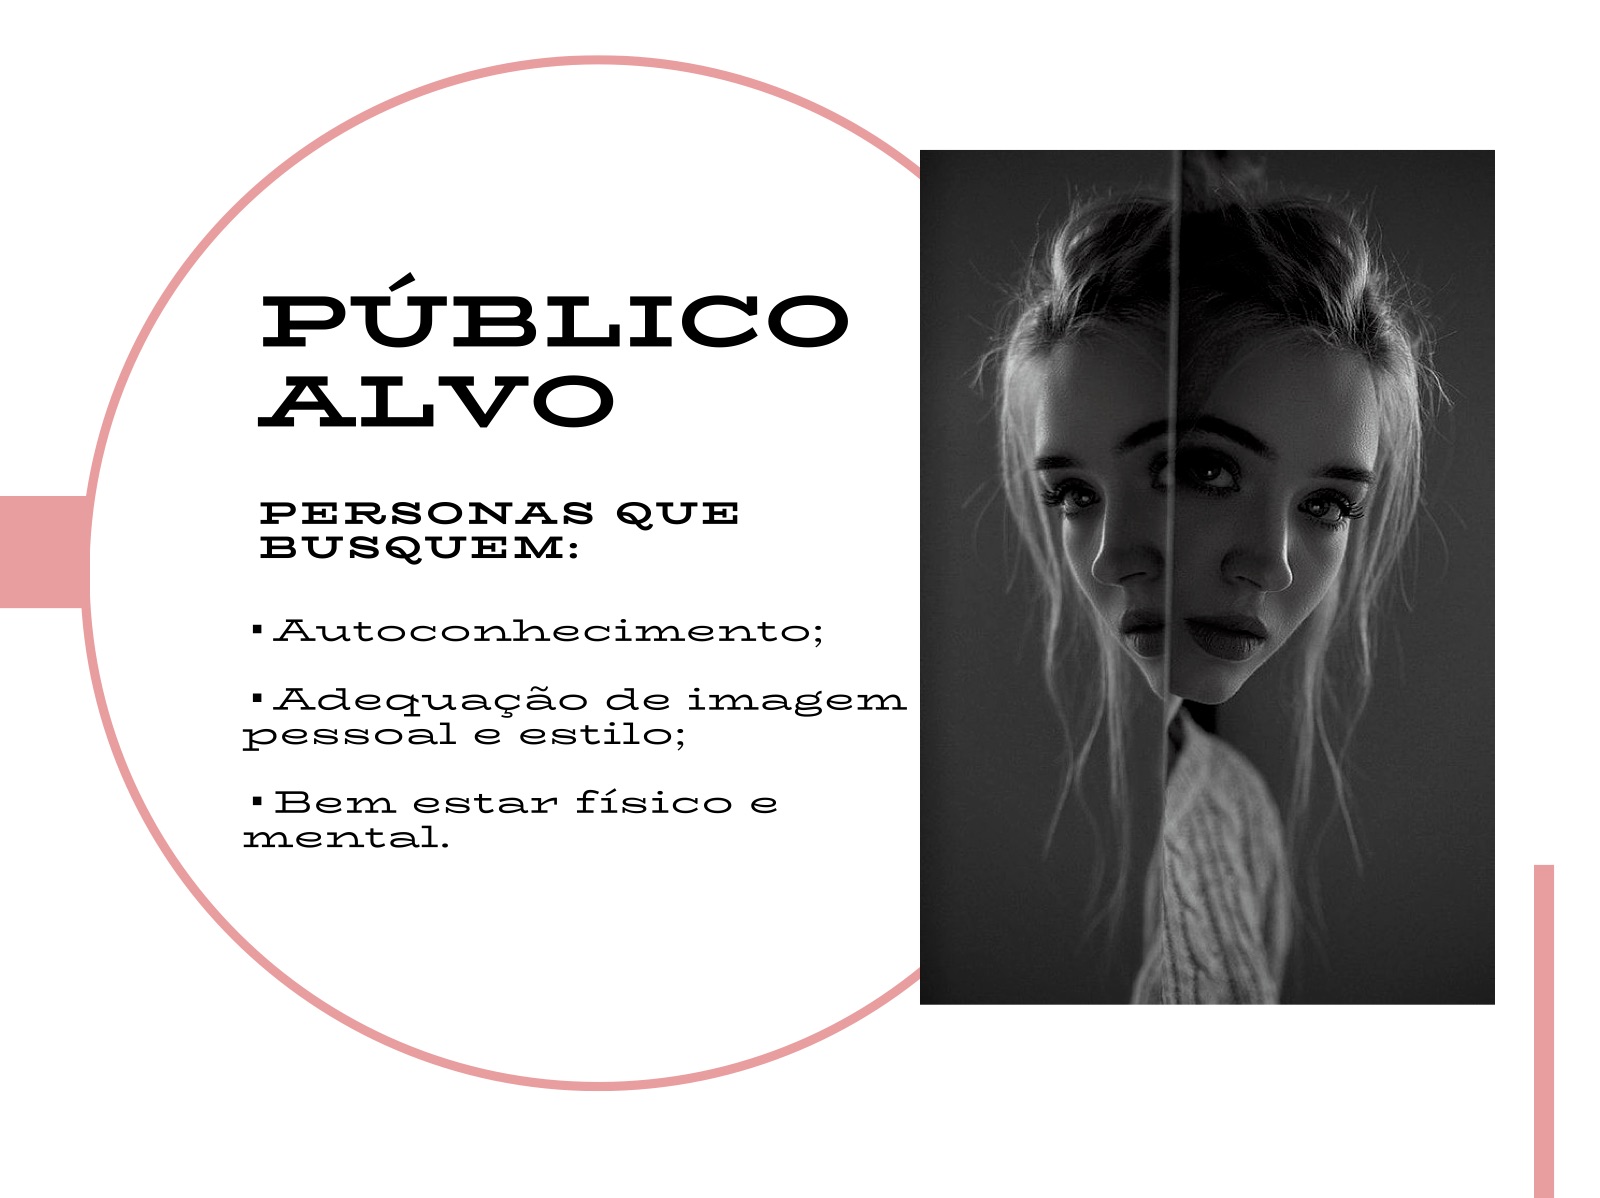 PÚBLICO
ALVO
PERSONAS QUE
BUSQUEM:
▪Autoconhecimento;
▪Adequação de imagem
pessoal e estilo;
▪Bem estar físico e
mental.